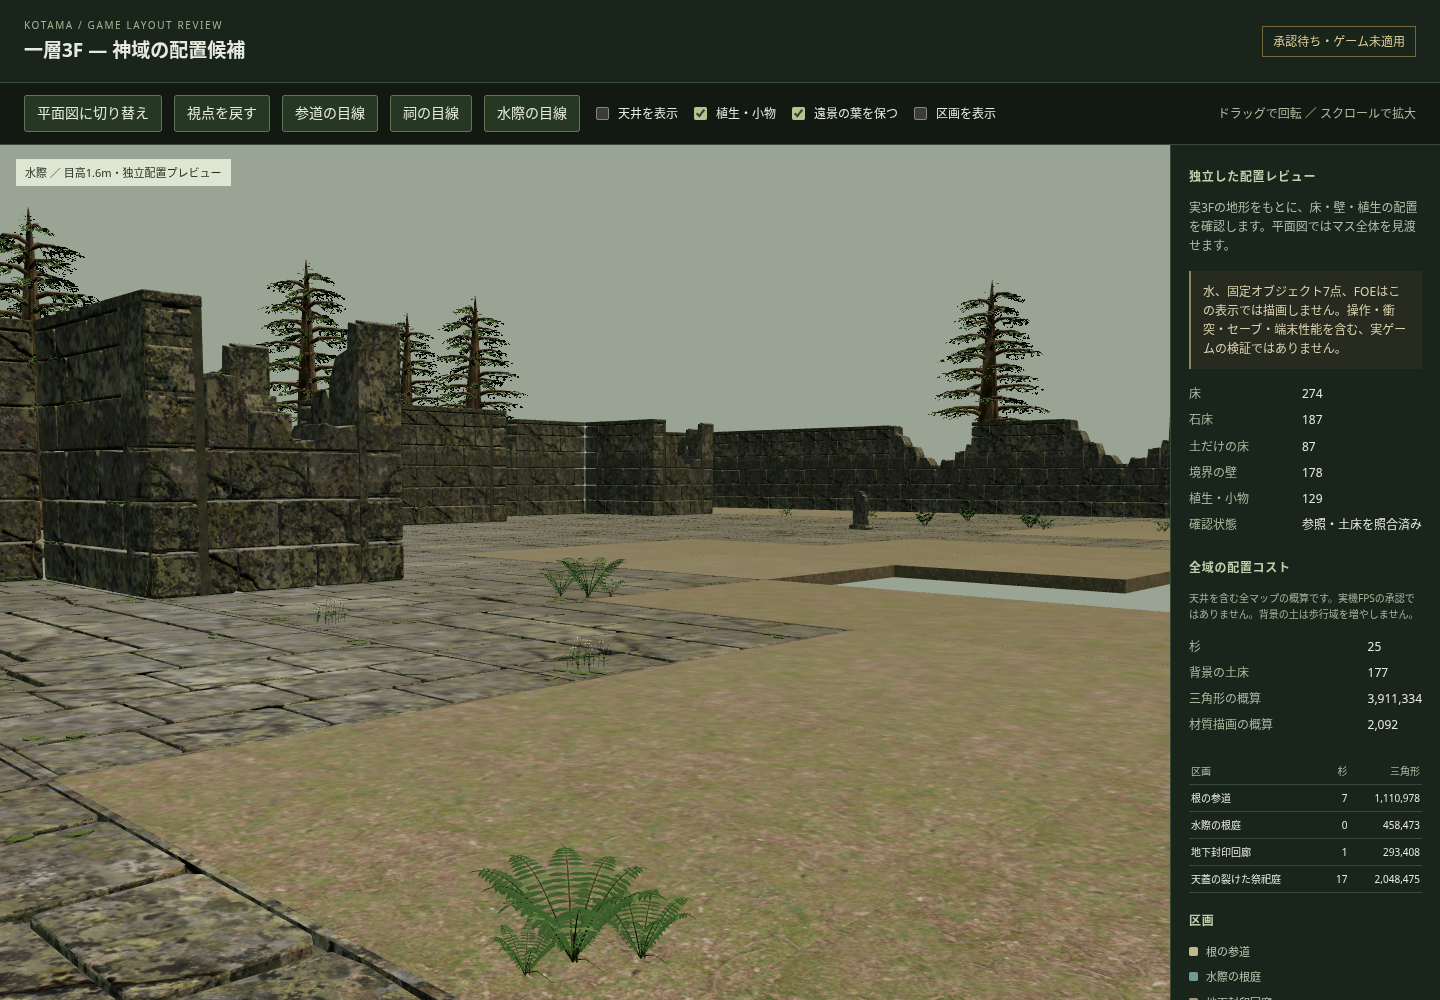 KOTAMA / GAME LAYOUT REVIEW
一層3F — 神域の配置候補
承認待ち・ゲーム未適用
平面図に切り替え
視点を戻す
参道の目線
祠の目線
水際の目線
天井を表示
植生・小物
遠景の葉を保つ
区画を表示
ドラッグで回転 ／ スクロールで拡大
水際 ／ 目高1.6m・独立配置プレビュー
独立した配置レビュー
実3Fの地形をもとに、床・壁・植生の配置
を確認します。平面図ではマス全体を見渡
せます。
水、固定オブジェクト7点、FOEはこ
の表示では描画しません。操作・衝
突・セーブ・端末性能を含む、実ゲー
ムの検証ではありません。
床 274
石床 187
土だけの床 87
境界の壁 178
植生・小物 129
確認状態 参照・土床を照合済み
全域の配置コスト
天井を含む全マップの概算です。実機FPSの承認で
はありません。背景の土は歩行域を増やしません。
杉 25
背景の土床 177
三角形の概算 3,911,334
材質描画の概算 2,092
区画 杉 三角形
根の参道 7 1,110,978
水際の根庭 0 458,473
地下封印回廊 1 293,408
天蓋の裂けた祭祀庭 17 2,048,475
区画
根の参道
水際の根庭